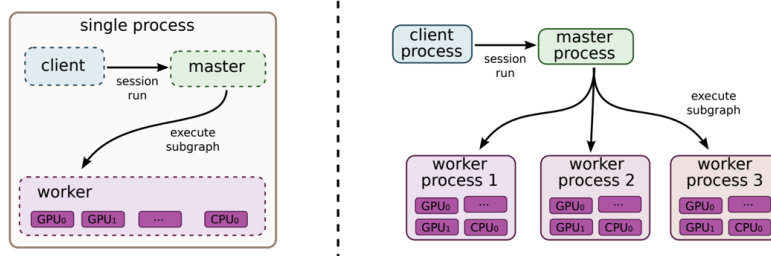 single process
client
master
session
run
execute
subgraph
worker
GPU₀ GPU₁ ... CPU₀
client
process
master
process
session
run
execute
subgraph
worker
process 1
GPU₀ ...
GPU₁ CPU₀
worker
process 2
GPU₀ ...
GPU₁ CPU₀
worker
process 3
GPU₀ ...
GPU₁ CPU₀